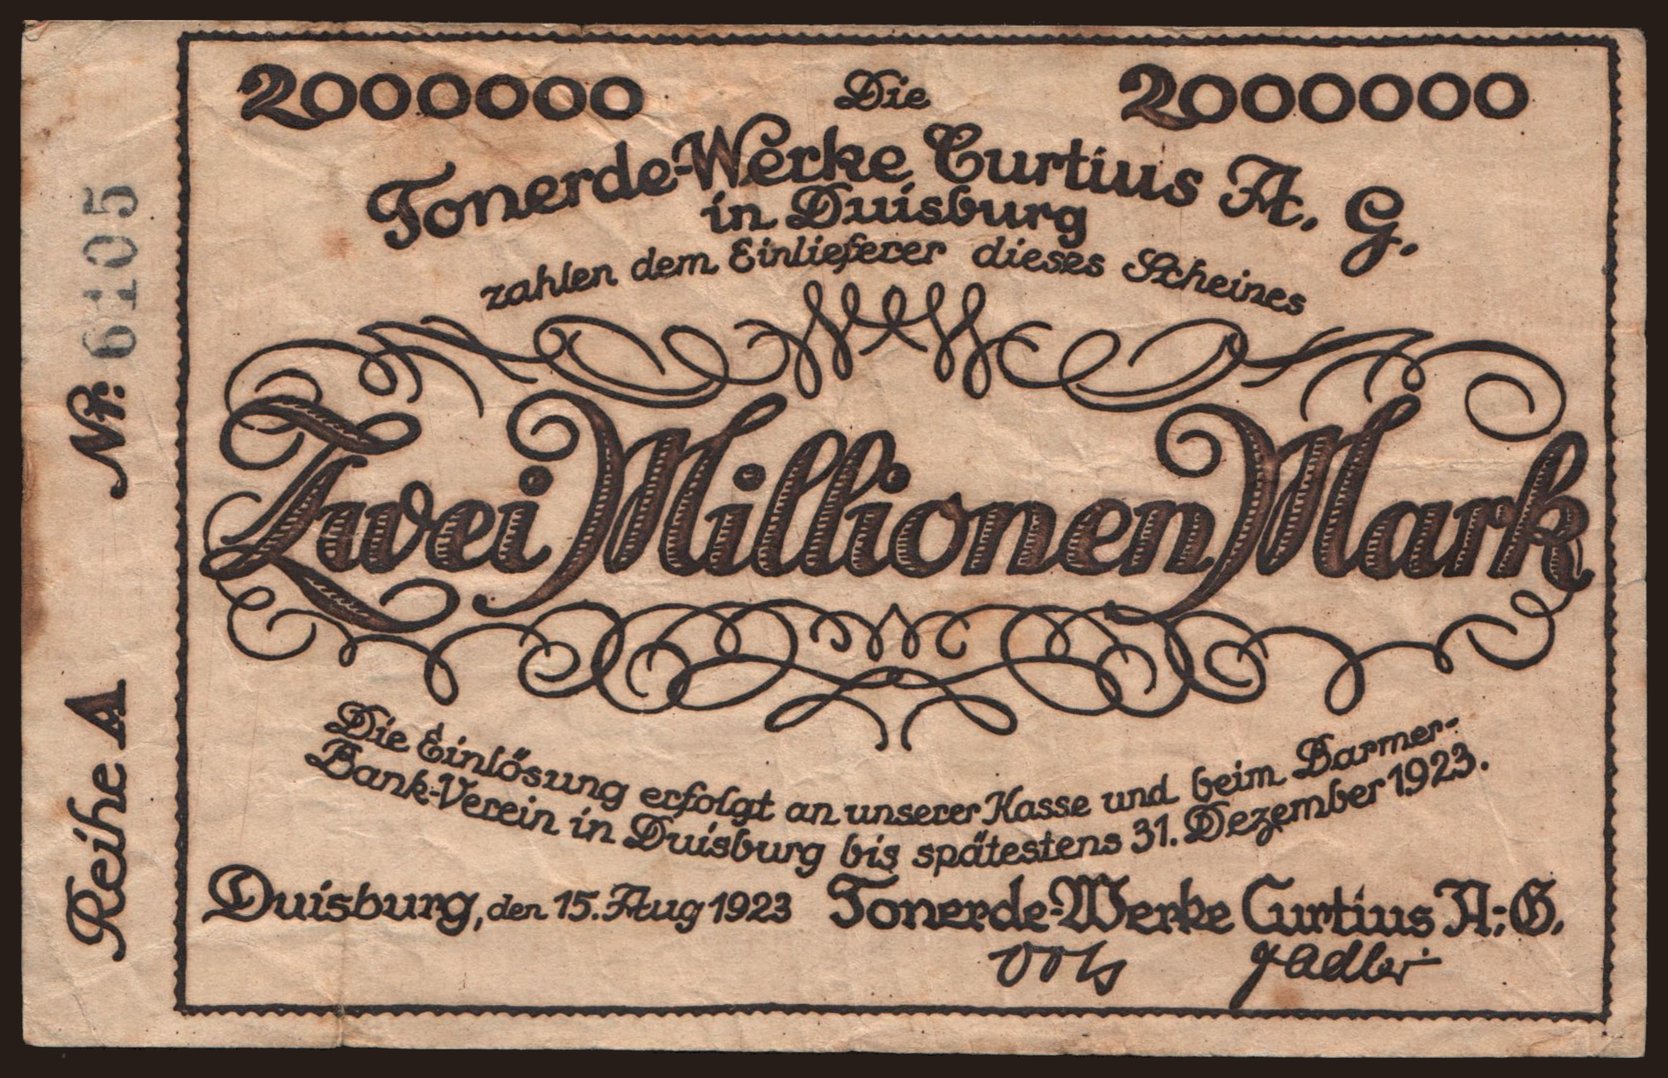 2000000 Die 2000000
Tonerde-Werke Curtius A. G.
in Duisburg
zahlen dem Einlieferer dieses Scheines
Zwei Millionen Mark
Die Einlösung erfolgt an unserer Kasse und beim Barmer-
Bank-Verein in Duisburg bis spätestens 31. Dezember 1923.
Duisburg, den 15. Aug 1923 Tonerde-Werke Curtius A.-G.
J Adler
Reihe A Nr. 6105